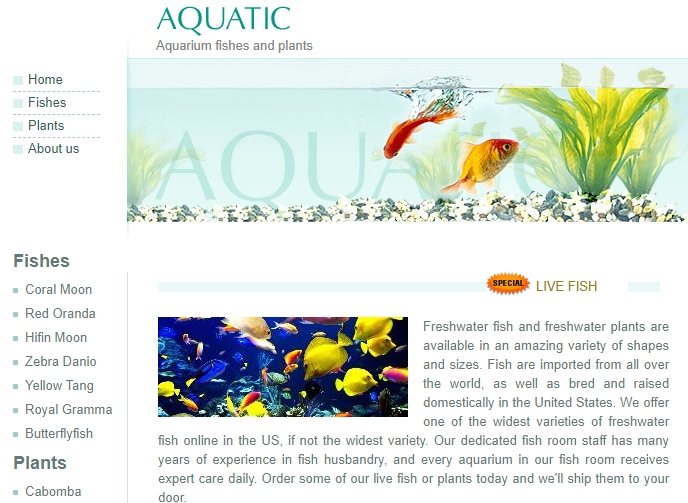 AQUATIC
Aquarium fishes and plants
Home
Fishes
Plants
About us
AQUATIC
Fishes
Coral Moon
Red Oranda
Hifin Moon
Zebra Danio
Yellow Tang
Royal Gramma
Butterflyfish
Plants
Cabomba
SPECIAL LIVE FISH
Freshwater fish and freshwater plants are
available in an amazing variety of shapes
and sizes. Fish are imported from all over
the world, as well as bred and raised
domestically in the United States. We offer
one of the widest varieties of freshwater
fish online in the US, if not the widest variety. Our dedicated fish room staff has many
years of experience in fish husbandry, and every aquarium in our fish room receives
expert care daily. Order some of our live fish or plants today and we'll ship them to your
door.